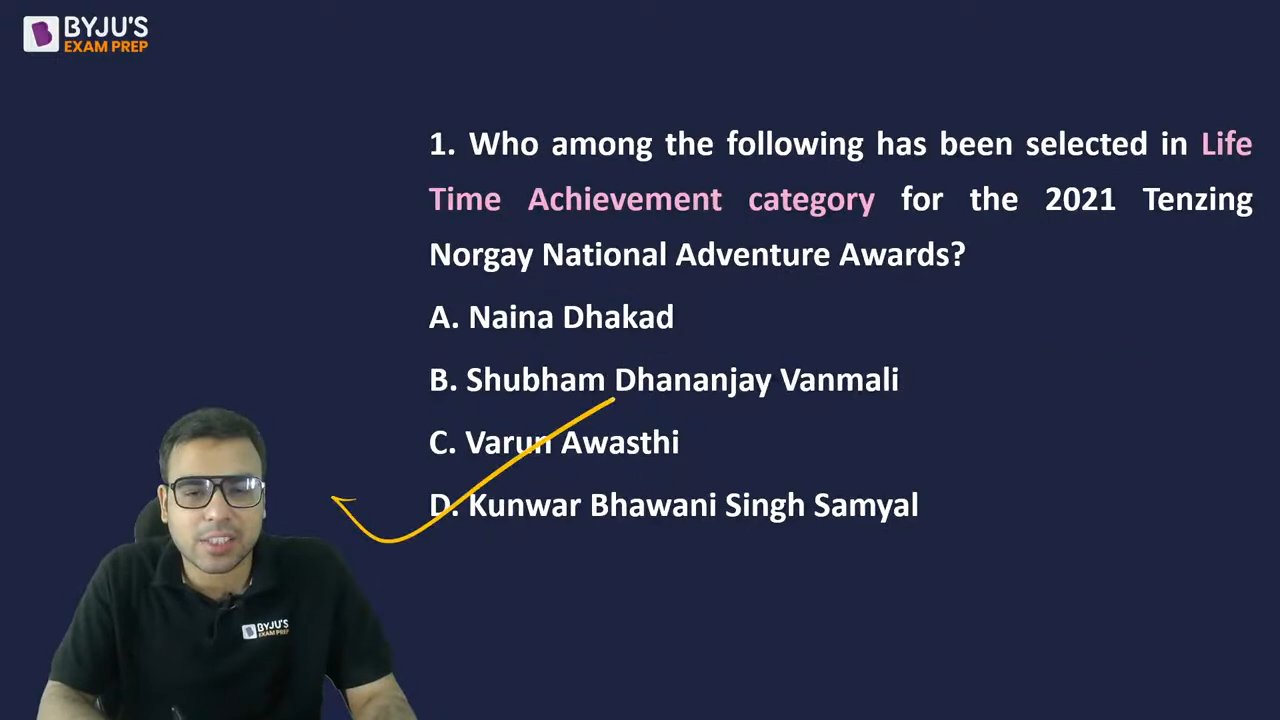 BYJU'S
EXAM PREP
1. Who among the following has been selected in Life
Time Achievement category for the 2021 Tenzing
Norgay National Adventure Awards?
A. Naina Dhakad
B. Shubham Dhananjay Vanmali
C. Varun Awasthi
D. Kunwar Bhawani Singh Samyal
BYJU'S
EXAM PREP